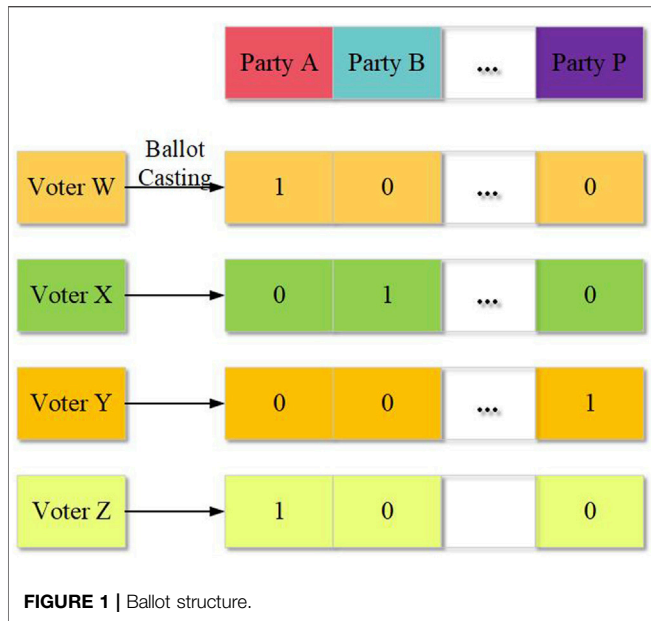 Party A Party B ... Party P
Ballot
Casting
Voter W 1 0 ... 0
Voter X 0 1 ... 0
Voter Y 0 0 ... 1
Voter Z 1 0 0
FIGURE 1 | Ballot structure.